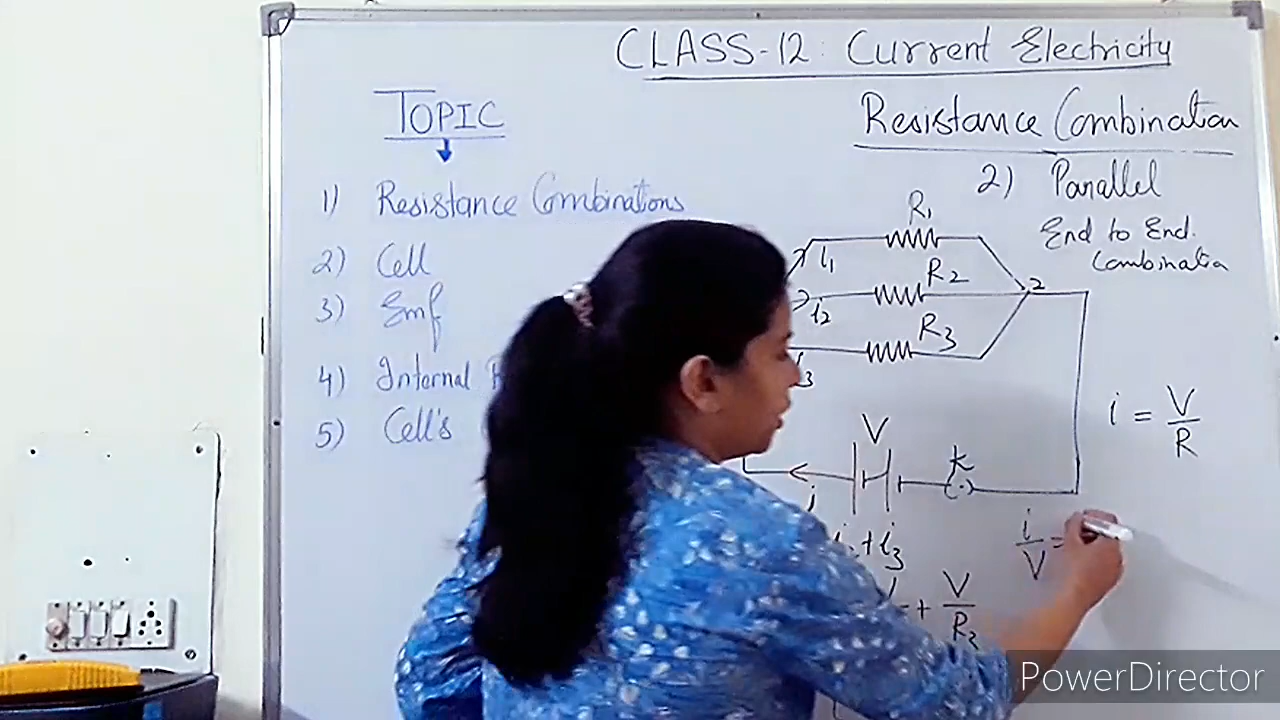 CLASS-12: Current Electricity
TOPIC
1) Resistance Combinations
2) Cell
3) Emf
4) Internal
5) Cell's
Resistance Combination
2) Parallel
End to End.
Combination
R1
i1
R2
2
i2
R3
3
V
K
i
i = V/R
+ i3
i/V =
+ V/R3
PowerDirector